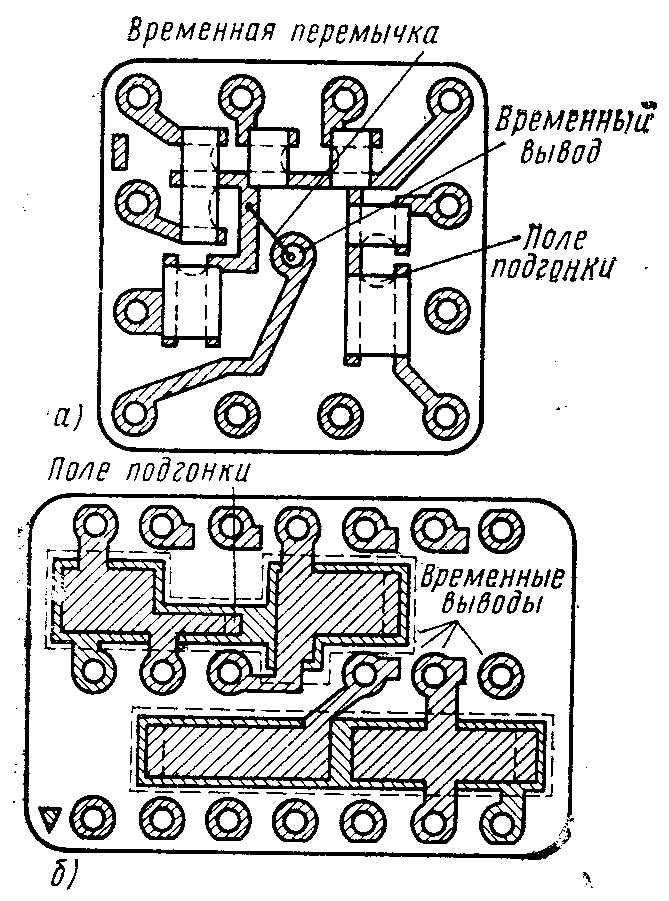 Временная перемычка
Временный
вывод
Поле
подгонки
а)
Поле подгонки
Временные
выводы
б)